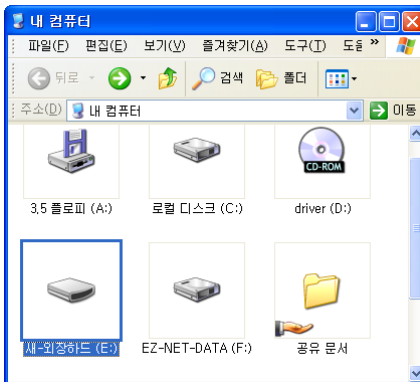 내 컴퓨터
파일(F) 편집(E) 보기(V) 즐겨찾기(A) 도구(T) 도움 »
뒤로 검색 폴더
주소(D) 내 컴퓨터 이동
CD-ROM
3,5 플로피 (A:) 로컬 디스크 (C:) driver (D:)
새-외장하드 (E:) EZ-NET-DATA (F:) 공유 문서